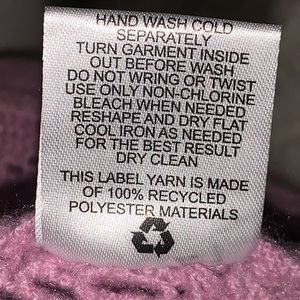 HAND WASH COLD
SEPARATELY
TURN GARMENT INSIDE
OUT BEFORE WASH
DO NOT WRING OR TWIST
USE ONLY NON-CHLORINE
BLEACH WHEN NEEDED
RESHAPE AND DRY FLAT
COOL IRON AS NEEDED
FOR THE BEST RESULT
DRY CLEAN
THIS LABEL YARN IS MADE
OF 100% RECYCLED
POLYESTER MATERIALS